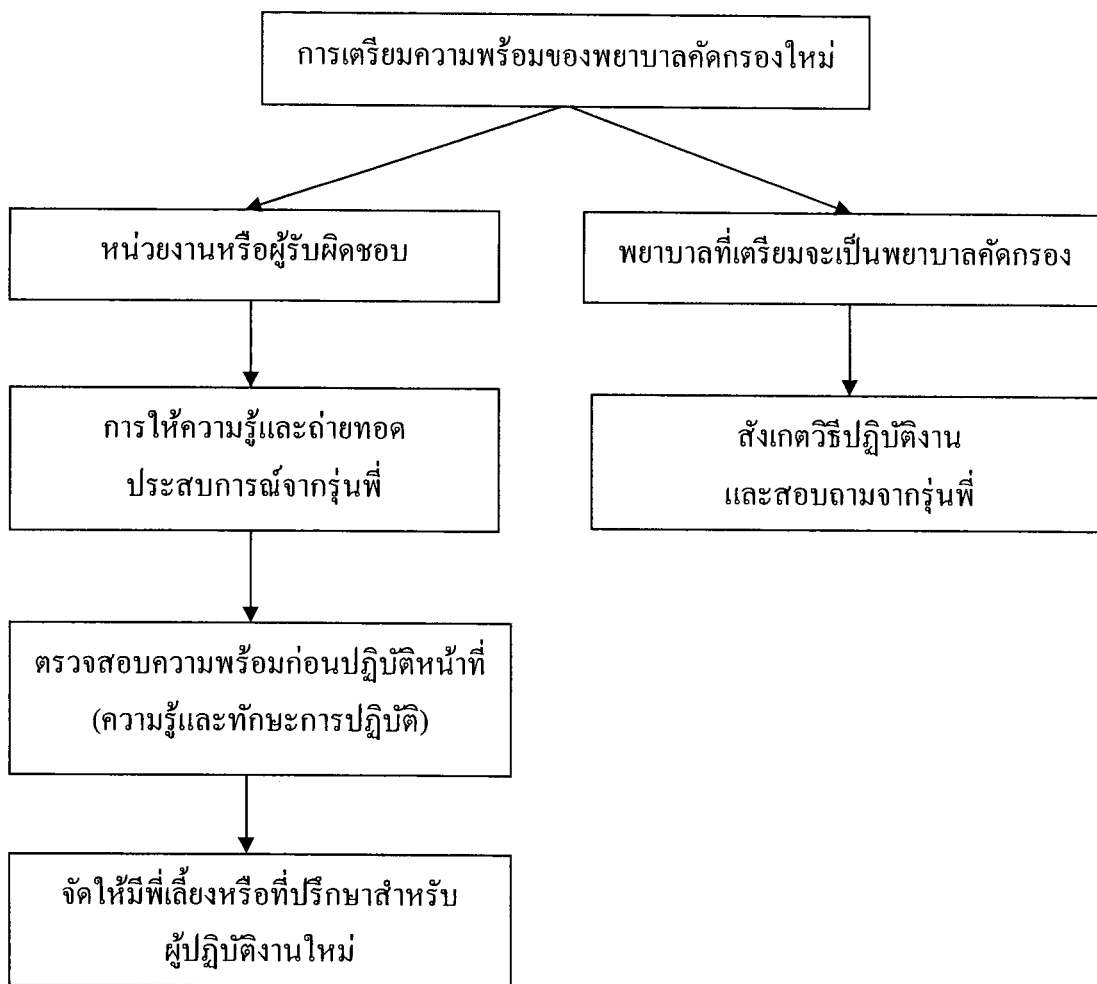 การเตรียมความพร้อมของพยาบาลคัดกรองใหม่
หน่วยงานหรือผู้รับผิดชอบ
พยาบาลที่เตรียมจะเป็นพยาบาลคัดกรอง
การให้ความรู้และถ่ายทอด
ประสบการณ์จากรุ่นพี่
สังเกตวิธีปฏิบัติงาน
และสอบถามจากรุ่นพี่
ตรวจสอบความพร้อมก่อนปฏิบัติหน้าที่
(ความรู้และทักษะการปฏิบัติ)
จัดให้มีพี่เลี้ยงหรือที่ปรึกษาสำหรับ
ผู้ปฏิบัติงานใหม่